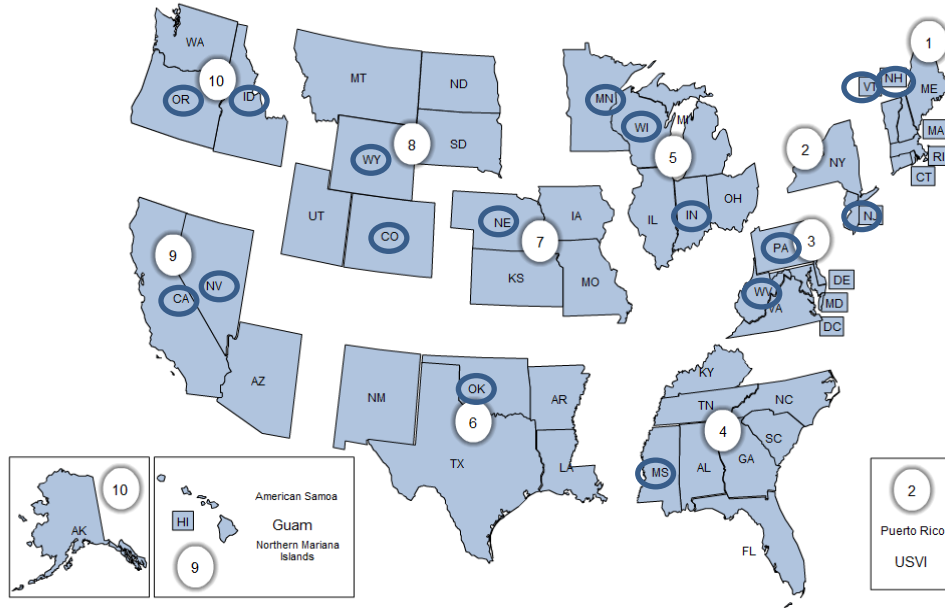 WA
10
OR
ID
MT
ND
8
SD
WY
UT
CO
MN
WI
MI
5
IL
IN
OH
1
VT
NH
ME
MA
RI
CT
2
NY
NJ
PA
3
WV
VA
DE
MD
DC
9
CA
NV
AZ
NE
IA
7
KS
MO
NM
OK
6
TX
AR
LA
KY
TN
NC
4
SC
MS
AL
GA
FL
10
AK
American Samoa
HI
Guam
Northern Mariana
Islands
9
2
Puerto Rico
USVI